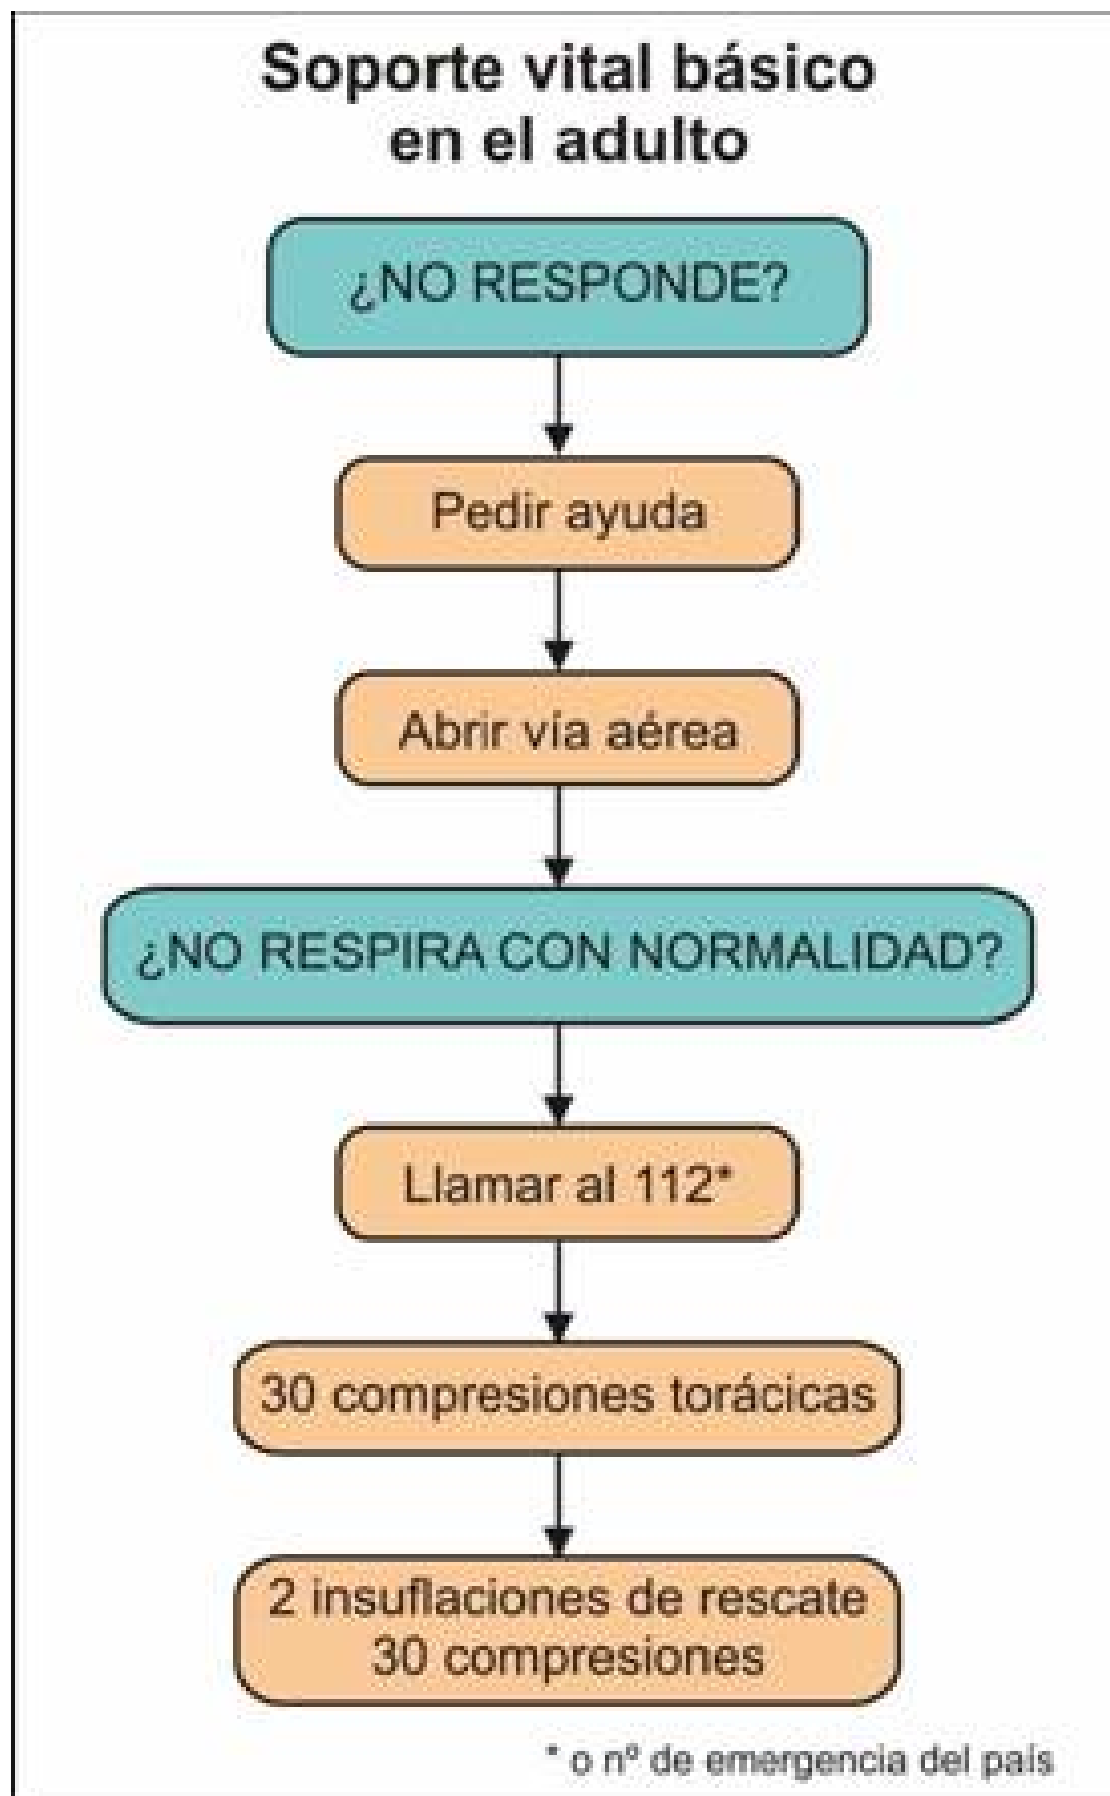 Soporte vital básico
en el adulto
¿NO RESPONDE?
Pedir ayuda
Abrir vía aérea
¿NO RESPIRA CON NORMALIDAD?
Llamar al 112*
30 compresiones torácicas
2 insuflaciones de rescate
30 compresiones
* o nº de emergencia del país